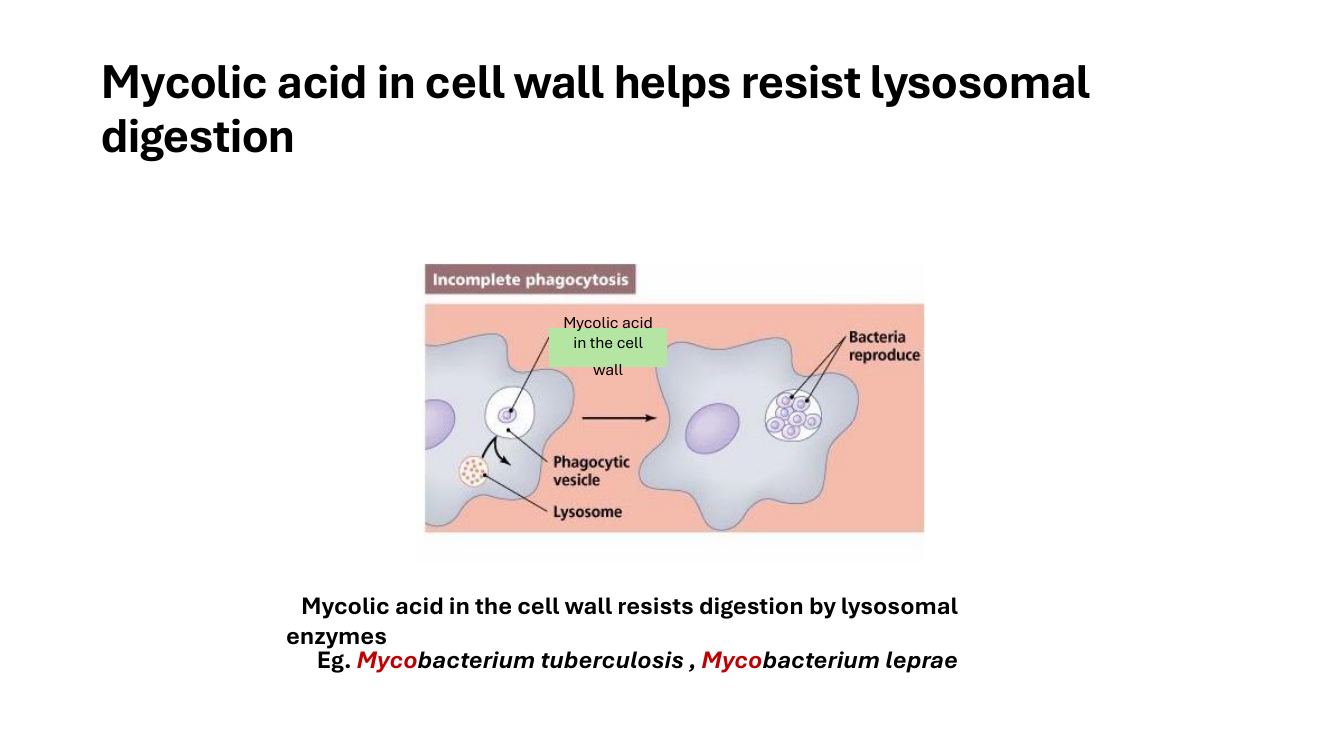 Mycolic acid in cell wall helps resist lysosomal
digestion
Incomplete phagocytosis
Mycolic acid
in the cell
wall
Bacteria
reproduce
Phagocytic
vesicle
Lysosome
Mycolic acid in the cell wall resists digestion by lysosomal
enzymes
Eg. Mycobacterium tuberculosis , Mycobacterium leprae